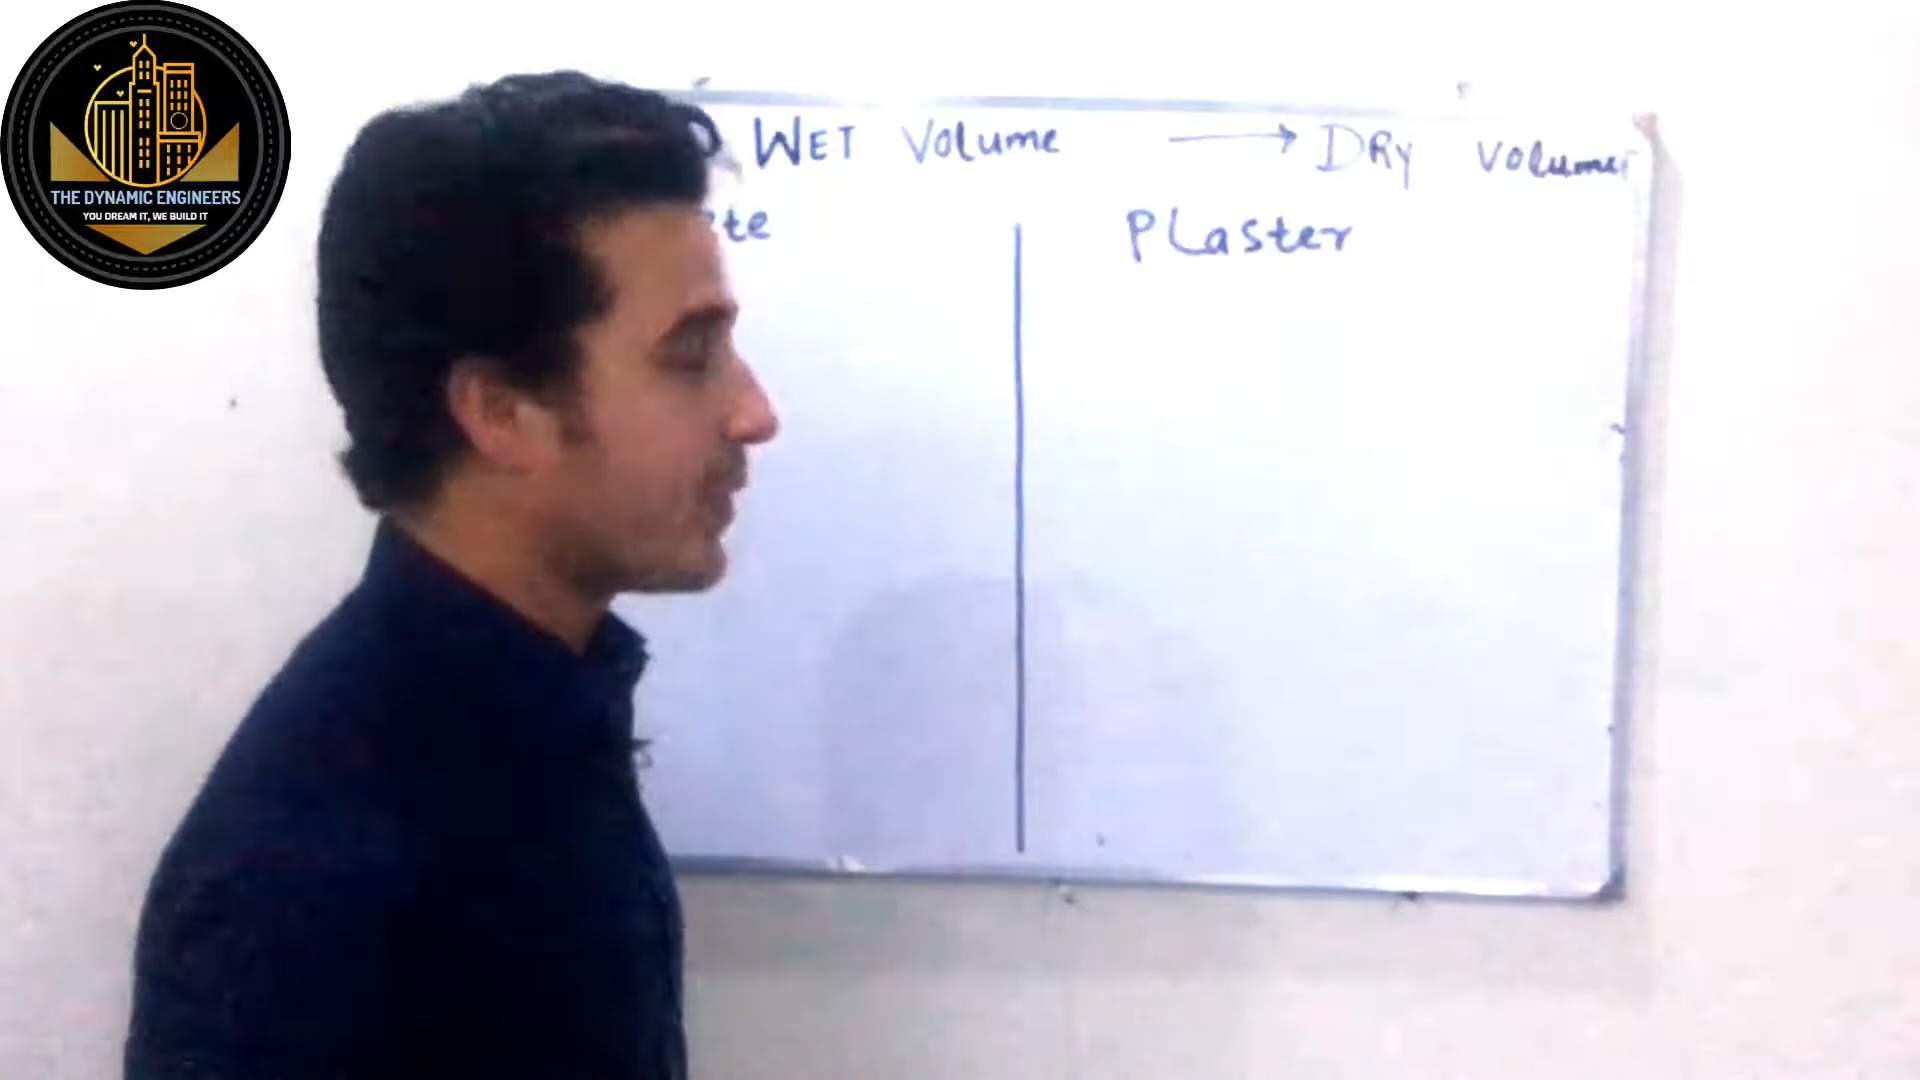 THE DYNAMIC ENGINEERS
YOU DREAM IT, WE BUILD IT
WET Volume → DRy Volume
Plaster